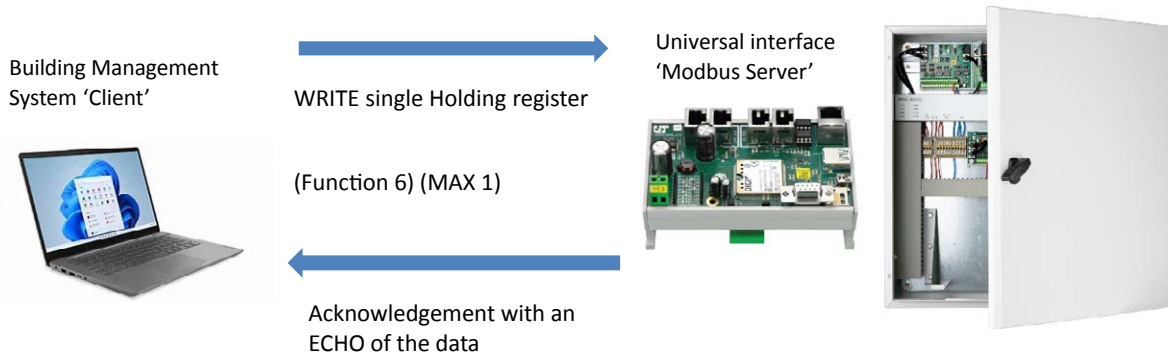 Building Management
System ‘Client’
WRITE single Holding register
(Function 6) (MAX 1)
Acknowledgement with an
ECHO of the data
Universal interface
‘Modbus Server’